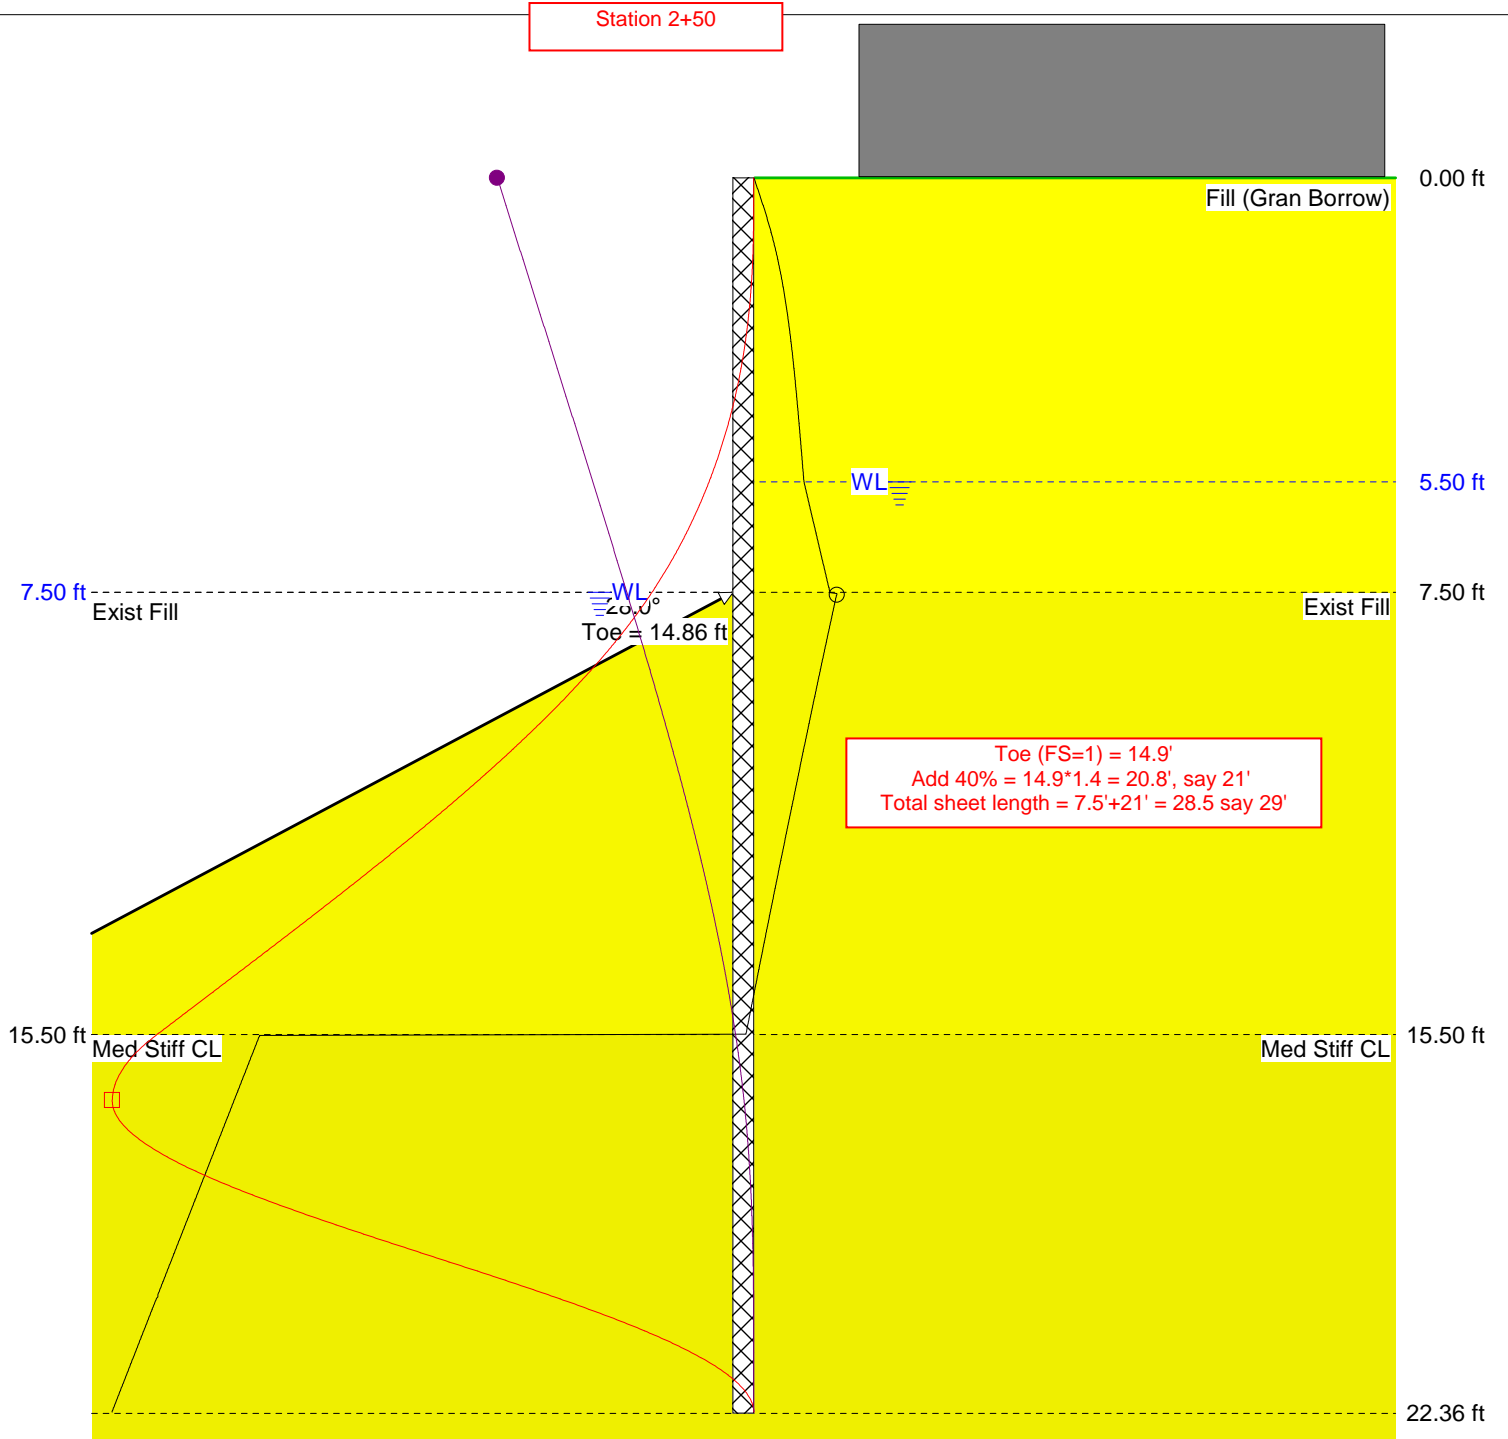 Station 2+50
0.00 ft
Fill (Gran Borrow)
WL
5.50 ft
7.50 ft
WL
7.50 ft
Exist Fill
28.0°
Exist Fill
Toe = 14.86 ft
Toe (FS=1) = 14.9'
Add 40% = 14.9*1.4 = 20.8', say 21'
Total sheet length = 7.5'+21' = 28.5 say 29'
15.50 ft
15.50 ft
Med Stiff CL
Med Stiff CL
22.36 ft